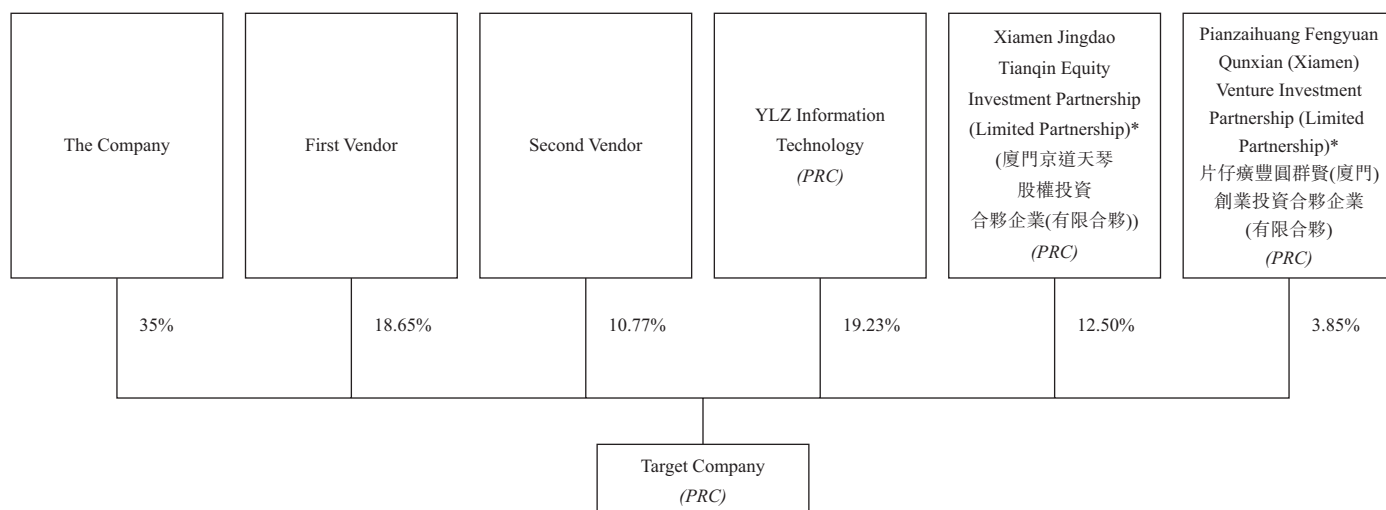 The Company
First Vendor
Second Vendor
YLZ Information
Technology
(PRC)
Xiamen Jingdao
Tianqin Equity
Investment Partnership
(Limited Partnership)*
(廈門京道天琴
股權投資
合夥企業(有限合夥))
(PRC)
Pianzaihuang Fengyuan
Qunxian (Xiamen)
Venture Investment
Partnership (Limited
Partnership)*
片仔癀豐圓群賢(廈門)
創業投資合夥企業
(有限合夥)
(PRC)
35%
18.65%
10.77%
19.23%
12.50%
3.85%
Target Company
(PRC)